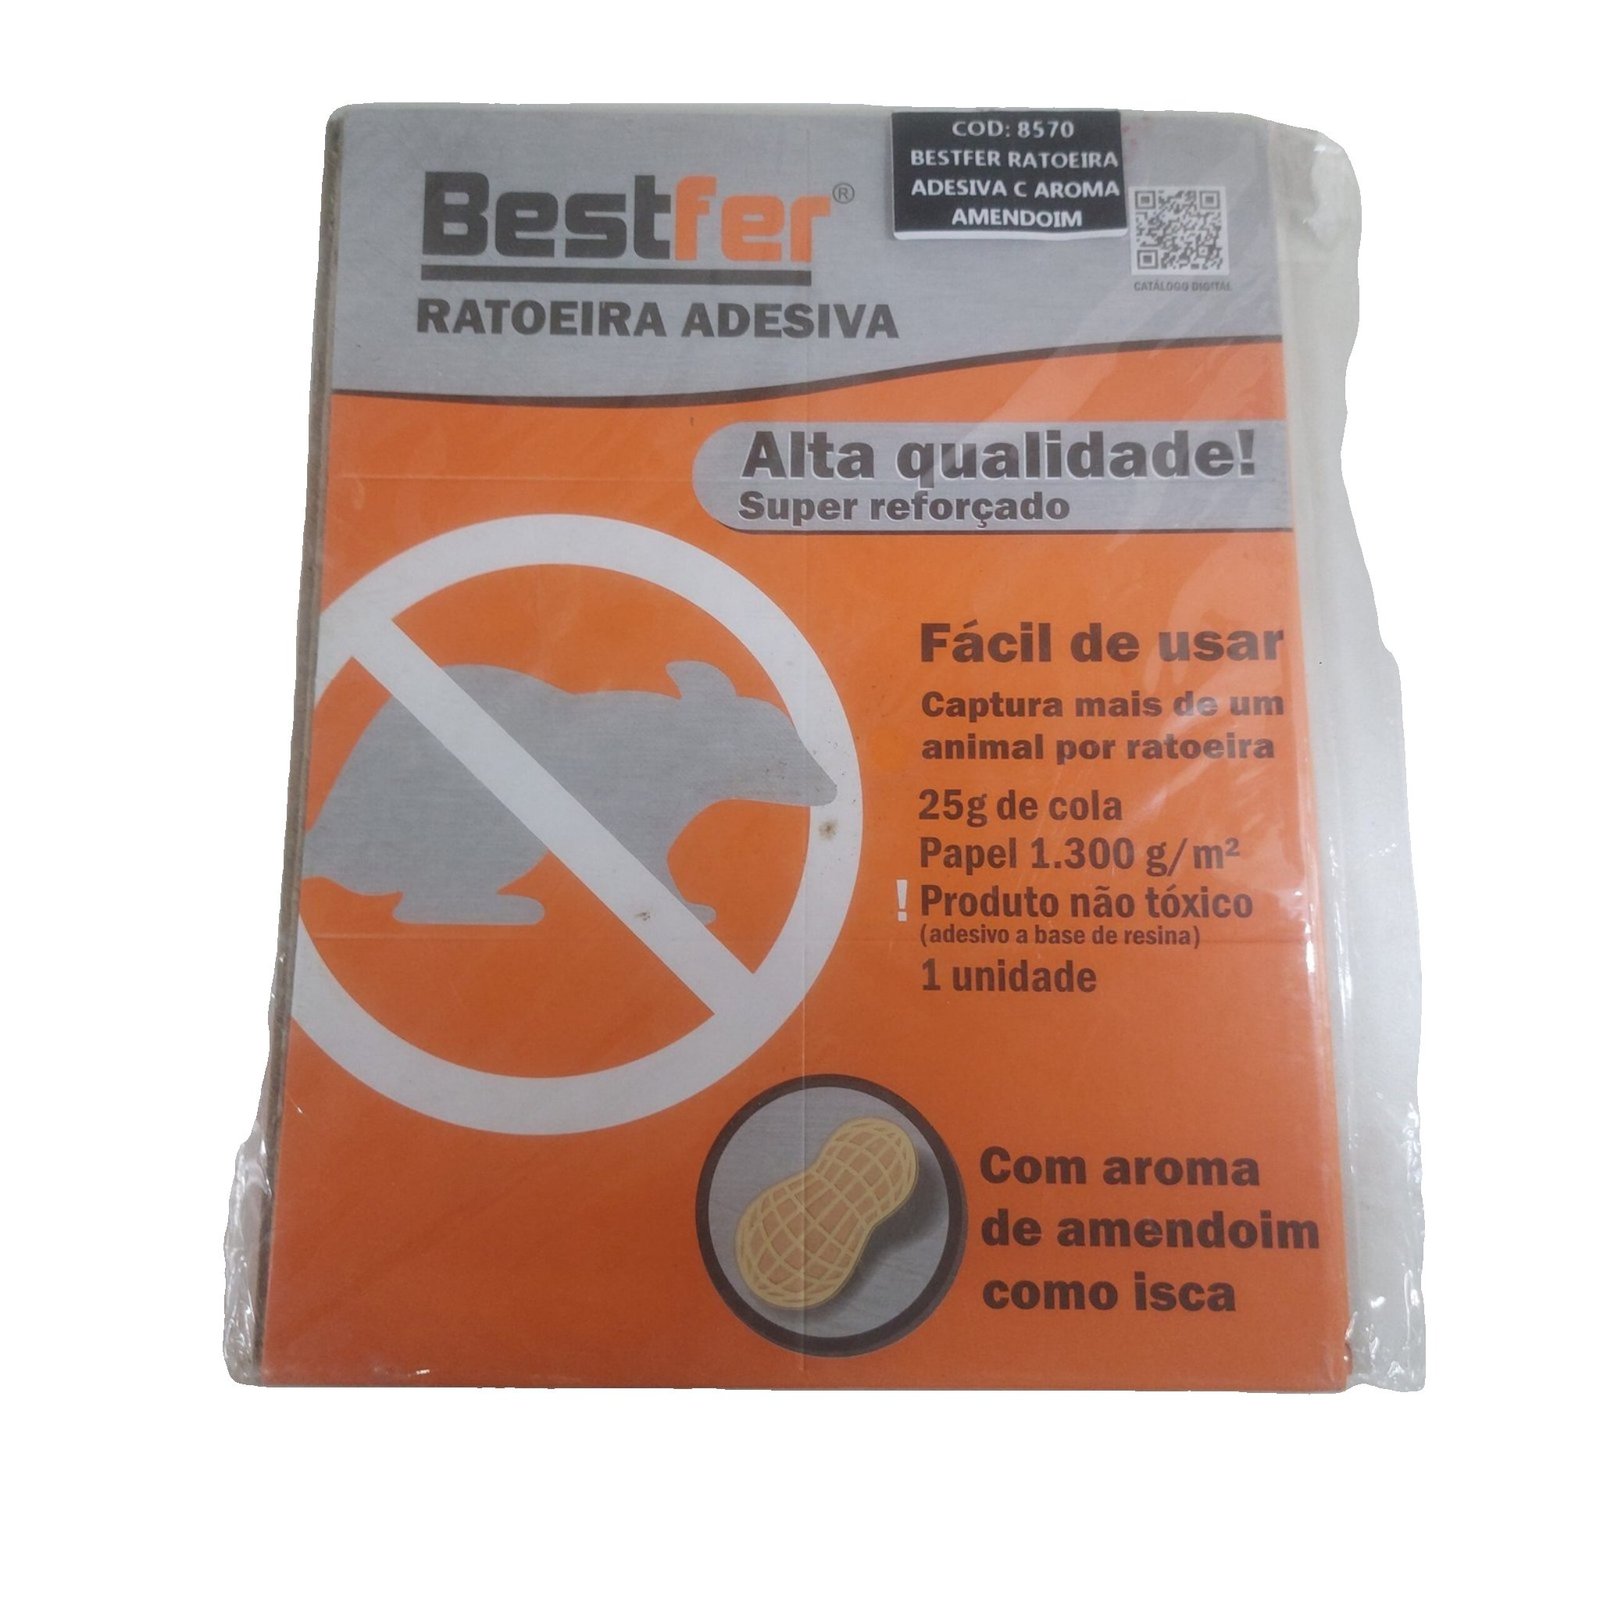 COD: 8570
BESTFER RATOEIRA
ADESIVA C AROMA
AMENDOIM
Bestfer®
RATOEIRA ADESIVA
CATÁLOGO DIGITAL
Alta qualidade!
Super reforçado
Fácil de usar
Captura mais de um
animal por ratoeira
25g de cola
Papel 1.300 g/m²
! Produto não tóxico
(adesivo a base de resina)
1 unidade
Com aroma
de amendoim
como isca